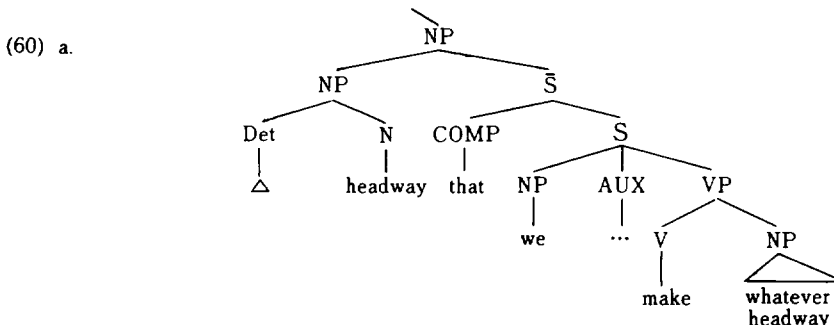 NP
(60) a.
NP S̄
Det N COMP S
△ headway that NP AUX VP
we ... V NP
make whatever
headway